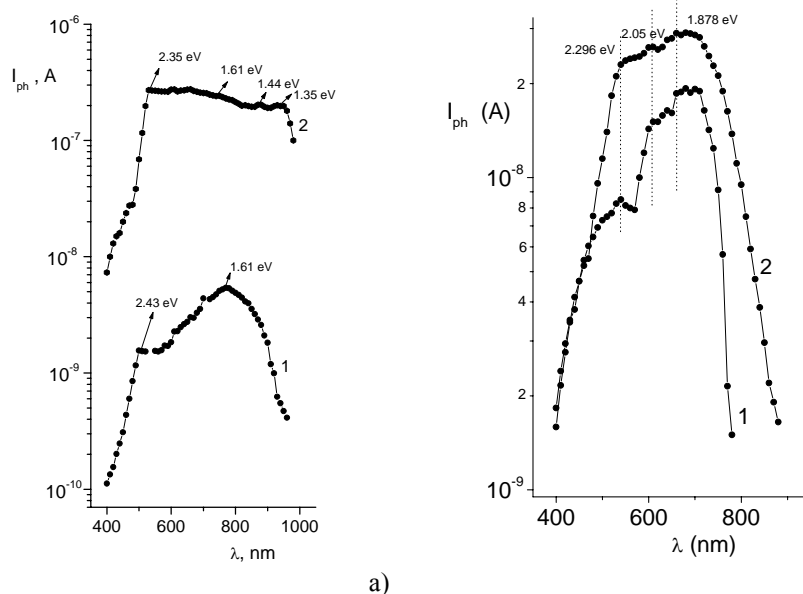 I_ph , A
10^-6
10^-7
10^-8
10^-9
10^-10
2.35 eV
1.61 eV
1.44 eV
1.35 eV
2
2.43 eV
1.61 eV
1
400 600 800 1000
λ, nm
I_ph (A)
2
10^-8
8
6
4
2
10^-9
2.296 eV
2.05 eV
1.878 eV
2
1
400 600 800
λ (nm)
a)